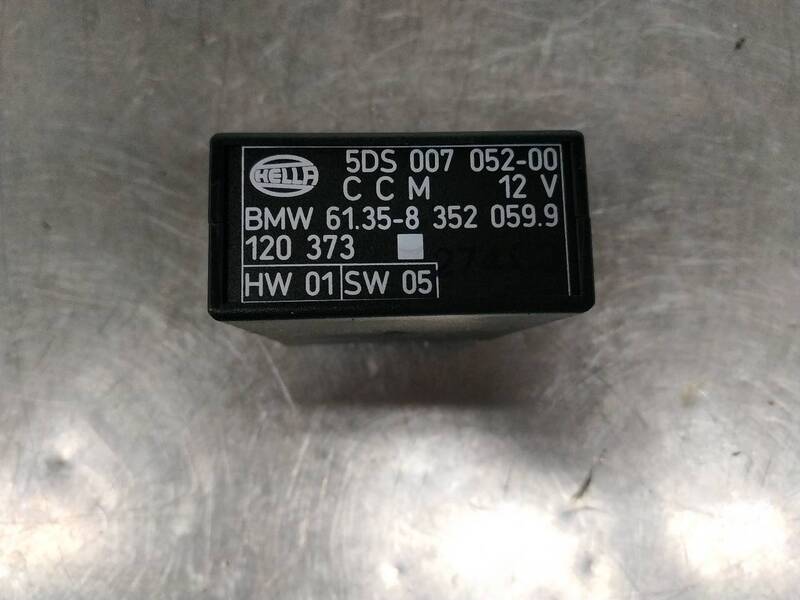 HELLA 5DS 007 052-00
C C M 12 V
BMW 61.35-8 352 059.9
120 373
HW 01 SW 05